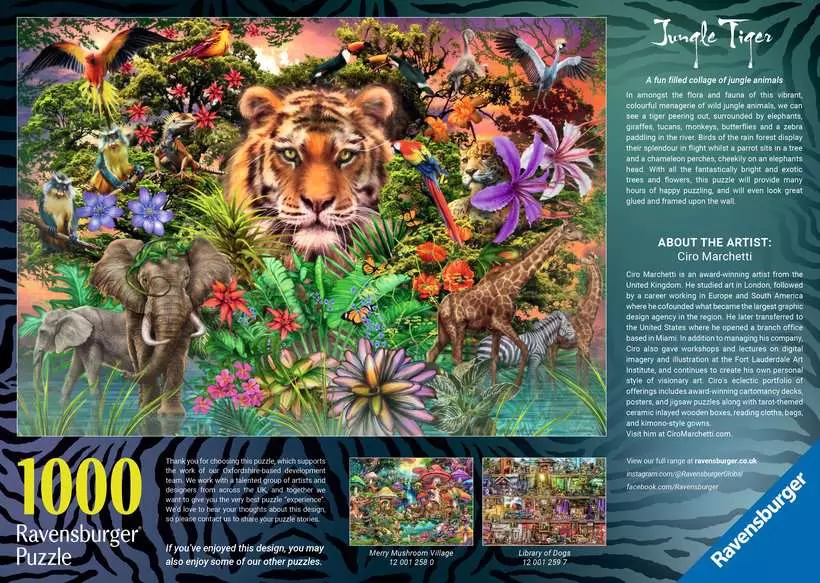 Jungle Tiger
A fun filled collage of jungle animals
In amongst the flora and fauna of this vibrant,
colourful menagerie of wild jungle animals, we can
see a tiger peering out, surrounded by elephants,
giraffes, tucans, monkeys, butterflies and a zebra
padding in the river. Birds of the rain forest display
their splendour in flight whilst a parrot sits in a tree
and a chameleon perches, cheekily on an elephants
head. With all the fantastically bright and exotic
trees and flowers, this puzzle will provide many
hours of happy puzzling, and will even look great
glued and framed upon the wall.
ABOUT THE ARTIST:
Ciro Marchetti
Ciro Marchetti is an award-winning artist from the
United Kingdom. He studied art in London, followed
by a career working in Europe and South America
where he cofounded what became the largest graphic
design agency in the region. He later transferred to
the United States where he opened a branch office
based in Miami. In addition to managing his company,
Ciro also gave workshops and lectures on digital
imagery and illustration at the Fort Lauderdale Art
Institute, and continues to create his own personal
style of visionary art. Ciro's eclectic portfolio of
offerings includes award-winning cartomancy decks,
posters, and jigsaw puzzles along with tarot-themed
ceramic inlayed wooden boxes, reading cloths, bags,
and kimono-style gowns.
Visit him at CiroMarchetti.com.
View our full range at ravensburger.co.uk
instagram.com/@RavensburgerGlobal
facebook.com/Ravensburger
Ravensburger
1000
Ravensburger®
Puzzle
Thank you for choosing this puzzle, which supports
the work of our Oxfordshire-based development
team. We work with a talented group of artists and
designers from across the UK, and together we
want to give you the very best puzzle "experience".
We'd love to hear your thoughts about this design,
so please contact us to share your puzzle stories.
If you've enjoyed this design, you may
also enjoy some of our other puzzles.
Merry Mushroom Village
12 001 258 0
Library of Dogs
12 001 259 7